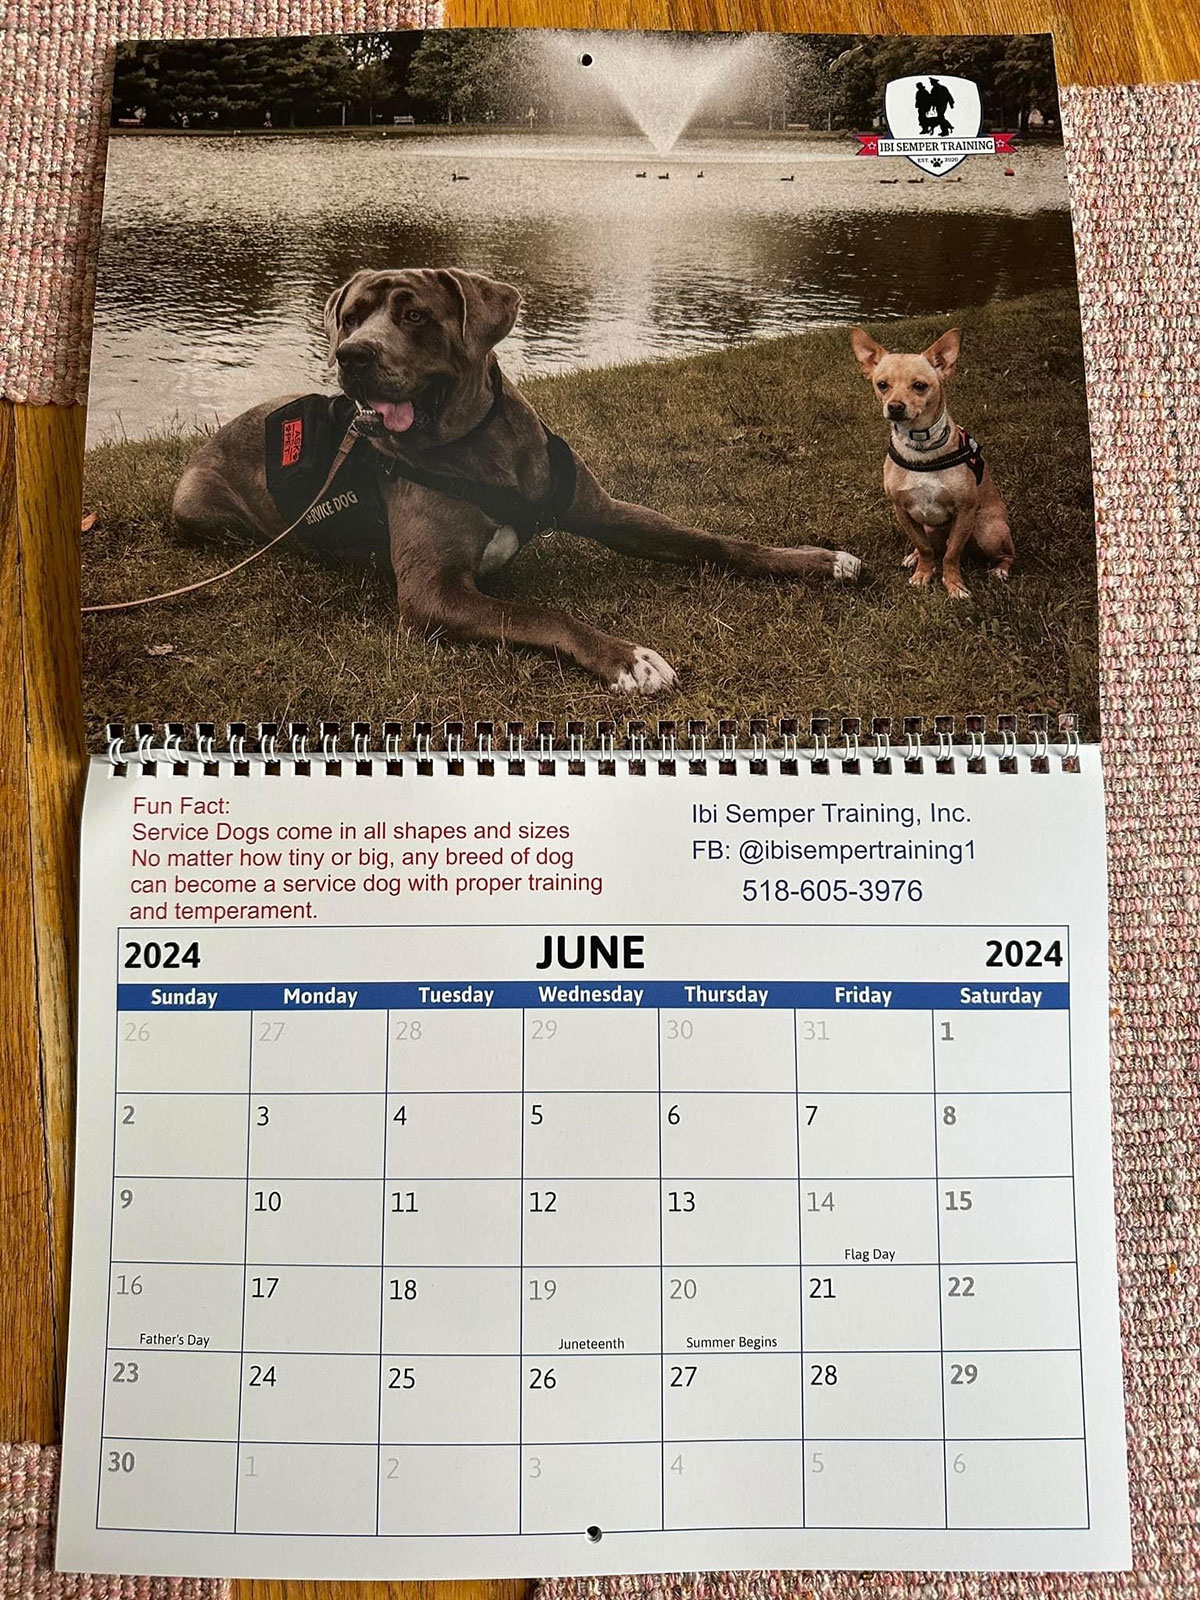 IBI SEMPER TRAINING
EST. 2020
ASK
PET
SERVICE DOG
Fun Fact:
Service Dogs come in all shapes and sizes
No matter how tiny or big, any breed of dog
can become a service dog with proper training
and temperament.
Ibi Semper Training, Inc.
FB: @ibisempertraining1
518-605-3976
2024 JUNE 2024
Sunday Monday Tuesday Wednesday Thursday Friday Saturday
26 27 28 29 30 31 1
2 3 4 5 6 7 8
9 10 11 12 13 14 15
Flag Day
16 17 18 19 20 21 22
Father's Day Juneteenth Summer Begins
23 24 25 26 27 28 29
30 1 2 3 4 5 6